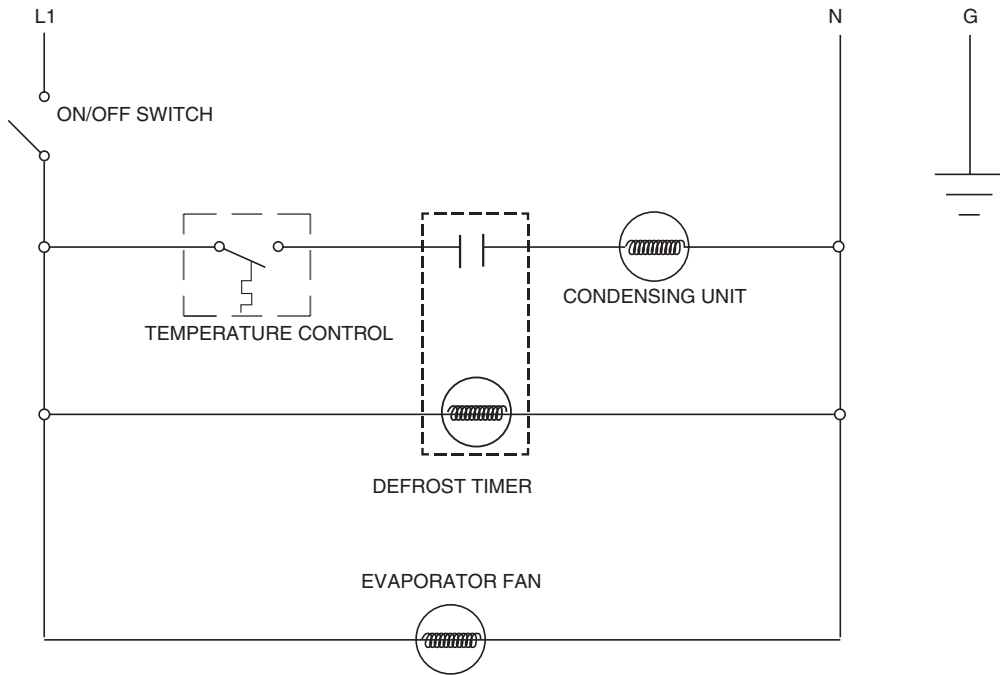 L1
N
G
ON/OFF SWITCH
CONDENSING UNIT
TEMPERATURE CONTROL
DEFROST TIMER
EVAPORATOR FAN